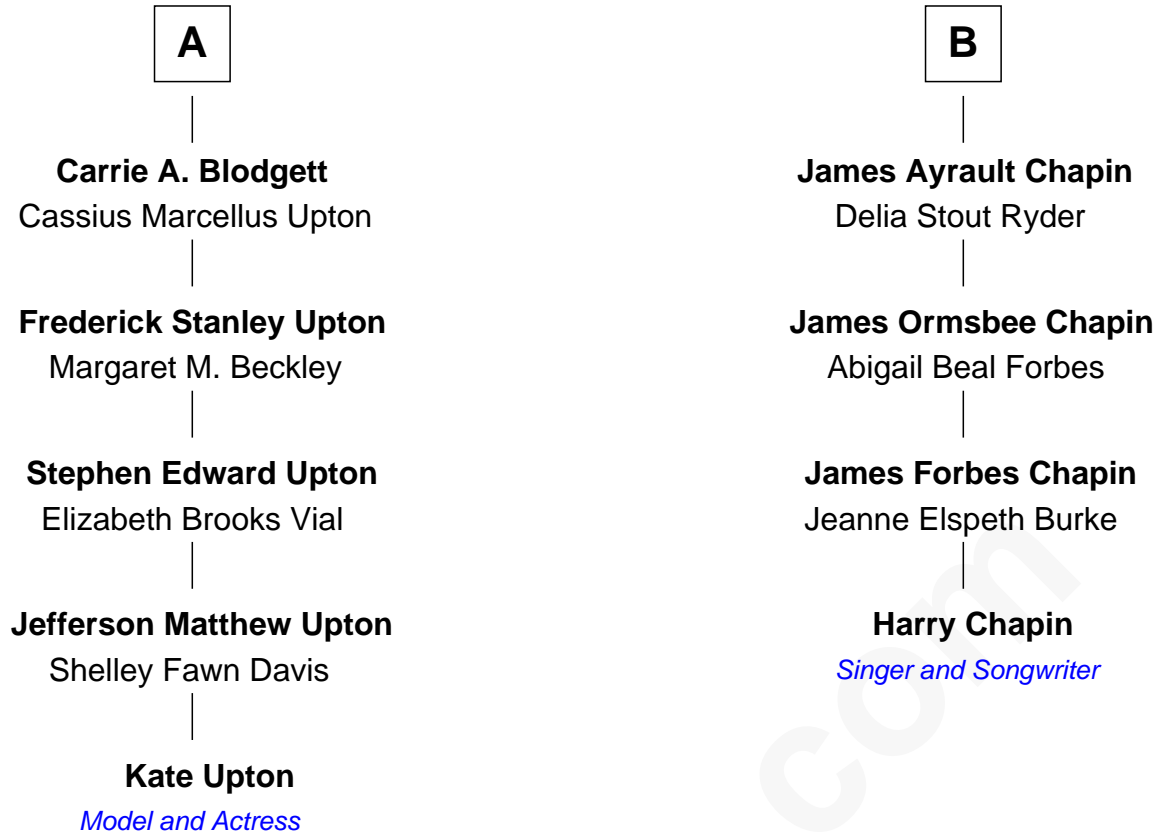 A
Carrie A. Blodgett
Cassius Marcellus Upton
Frederick Stanley Upton
Margaret M. Beckley
Stephen Edward Upton
Elizabeth Brooks Vial
Jefferson Matthew Upton
Shelley Fawn Davis
Kate Upton
Model and Actress
B
James Ayrault Chapin
Delia Stout Ryder
James Ormsbee Chapin
Abigail Beal Forbes
James Forbes Chapin
Jeanne Elspeth Burke
Harry Chapin
Singer and Songwriter
com